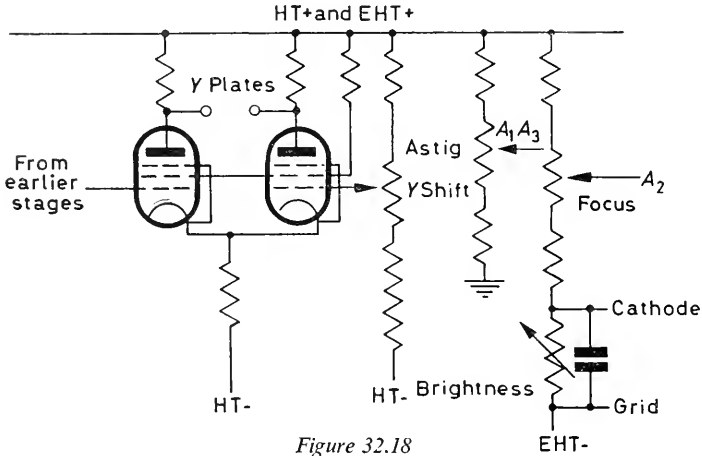 HT+ and EHT+
Y Plates
From
earlier
stages
Astig
A₁ A₃
Y Shift
A₂
Focus
Cathode
HT-
HT-
Brightness
Grid
EHT-
Figure 32.18